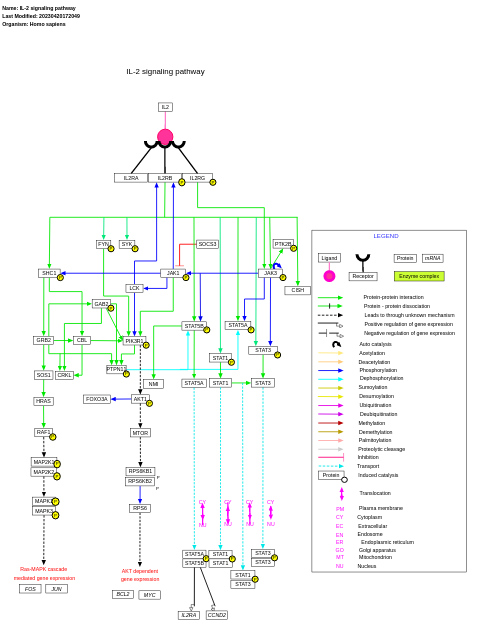 Name: IL-2 signaling pathway
Last Modified: 20230420172049
Organism: Homo sapiens
IL-2 signaling pathway
IL2
IL2RA
IL2RB
IL2RG
P
P
FYN
P
SYK
P
SOCS3
PTK2B
P
SHC1
P
JAK1
P
JAK3
P
LCK
CISH
GAB2
P
STAT5B
P
STAT5A
P
GRB2
CBL
PIK3R1
P
STAT3
P
STAT1
P
SOS1
CRKL
PTPN11
P
NMI
STAT5A
STAT1
STAT3
HRAS
FOXO3A
AKT1
P
RAF1
P
MTOR
MAP2K1
P
MAP2K2
P
RPS6KB1
P
RPS6KB2
P
MAPK1
P
MAPK3
P
RPS6
CY
CY
CY
CY
NU
NU
NU
NU
STAT5A
P
STAT5B
STAT1
P
STAT1
STAT3
P
STAT3
STAT1
P
STAT3
Ras-MAPK cascade
mediated gene expression
FOS
JUN
AKT dependent
gene expression
BCL2
MYC
IL2RA
CCND2
LEGEND
Ligand
Receptor
Protein
mRNA
Enzyme complex
Protein-protein interaction
Protein - protein dissociation
Leads to through unknown mechanism
Positive regulation of gene expression
Negative regulation of gene expression
Auto catalysis
Acetylation
Deacetylation
Phosphorylation
Dephosphorylation
Sumoylation
Desumoylation
Ubiquitination
Deubiquitination
Methylation
Demethylation
Palmitoylation
Proteolytic cleavage
Inhibition
Transport
Protein
Induced catalysis
Translocation
PM Plasma membrane
CY Cytoplasm
EC Extracellular
EN Endosome
ER Endoplasmic reticulum
GO Golgi apparatus
MT Mitochondrion
NU Nucleus